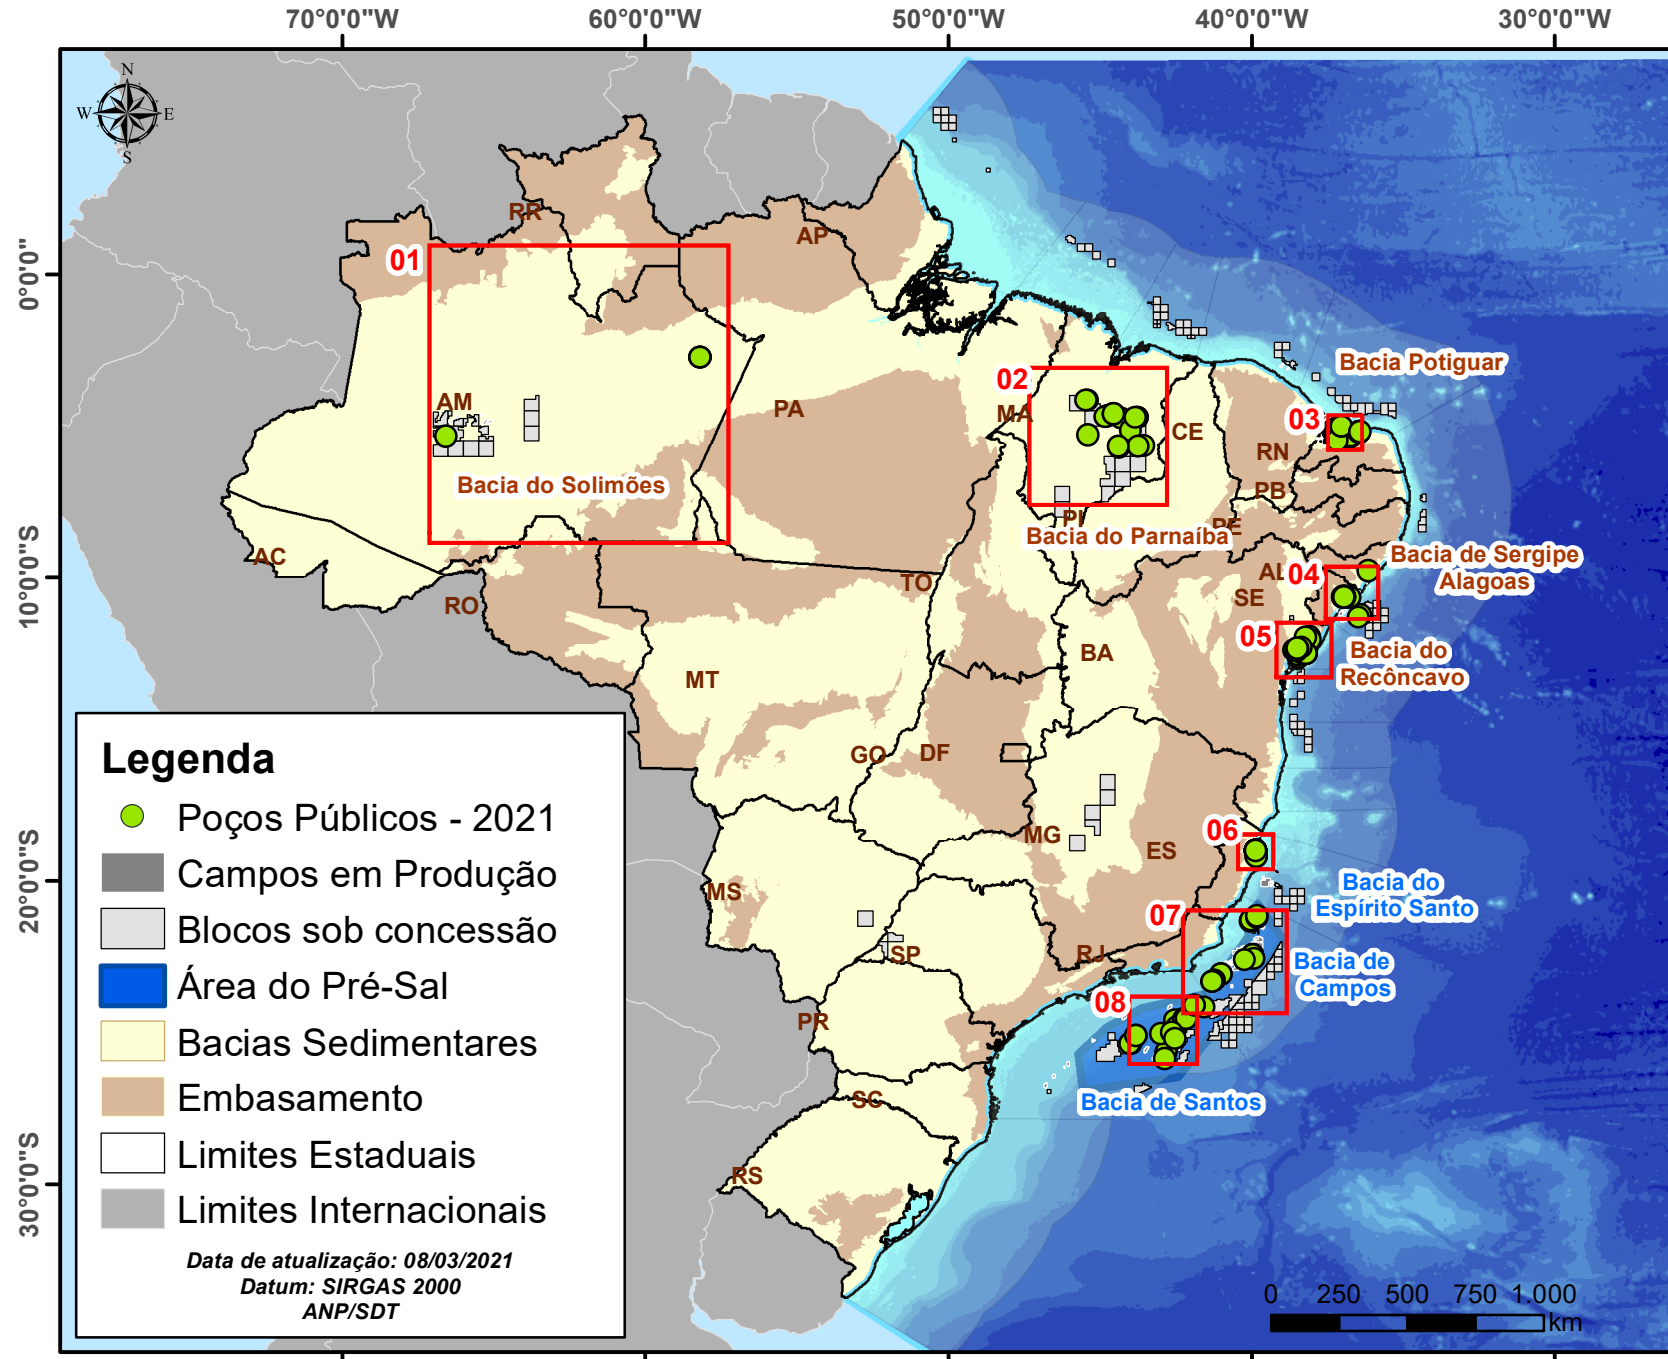 70°0'0"W 60°0'0"W 50°0'0"W 40°0'0"W 30°0'0"W
N
W E
S
0°0'0"
10°0'0"S
20°0'0"S
30°0'0"S
RR
AP
01
Bacia Potiguar
02
AM
PA
MA
CE
03
RN
Bacia do Solimões
PB
PI
PE
Bacia do Parnaíba
AC
Bacia de Sergipe
Alagoas
AL
04
TO
RO
SE
05
BA
Bacia do
Recôncavo
MT
GO
DF
06
MG
ES
MS
Bacia do
Espírito Santo
07
SP
RJ
Bacia de
Campos
08
PR
SC
Bacia de Santos
RS
Legenda
Poços Públicos - 2021
Campos em Produção
Blocos sob concessão
Área do Pré-Sal
Bacias Sedimentares
Embasamento
Limites Estaduais
Limites Internacionais
Data de atualização: 08/03/2021
Datum: SIRGAS 2000
ANP/SDT
0 250 500 750 1.000
km